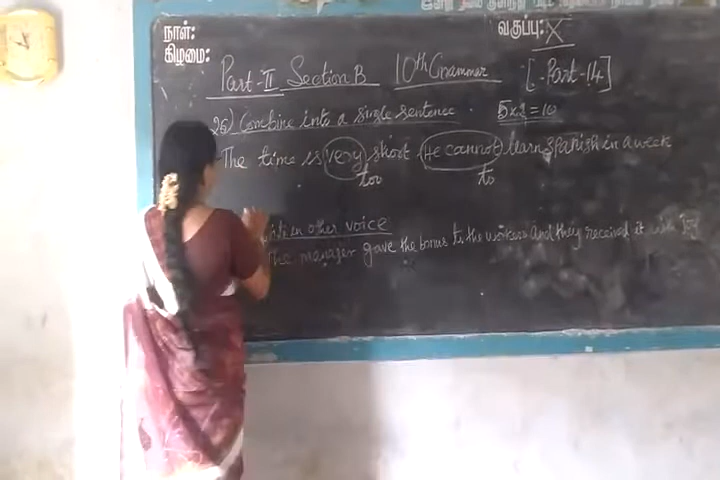 நாள்: வகுப்பு: X
கிழமை:
Part-II Section B 10th Grammer [-Part-14]
26) Combine into a single sentence. 5x2=10
The time is very short He cannot learn Spanish in a week
too to
in other voice
The manager gave the bonus to the workers and they received it with Joy